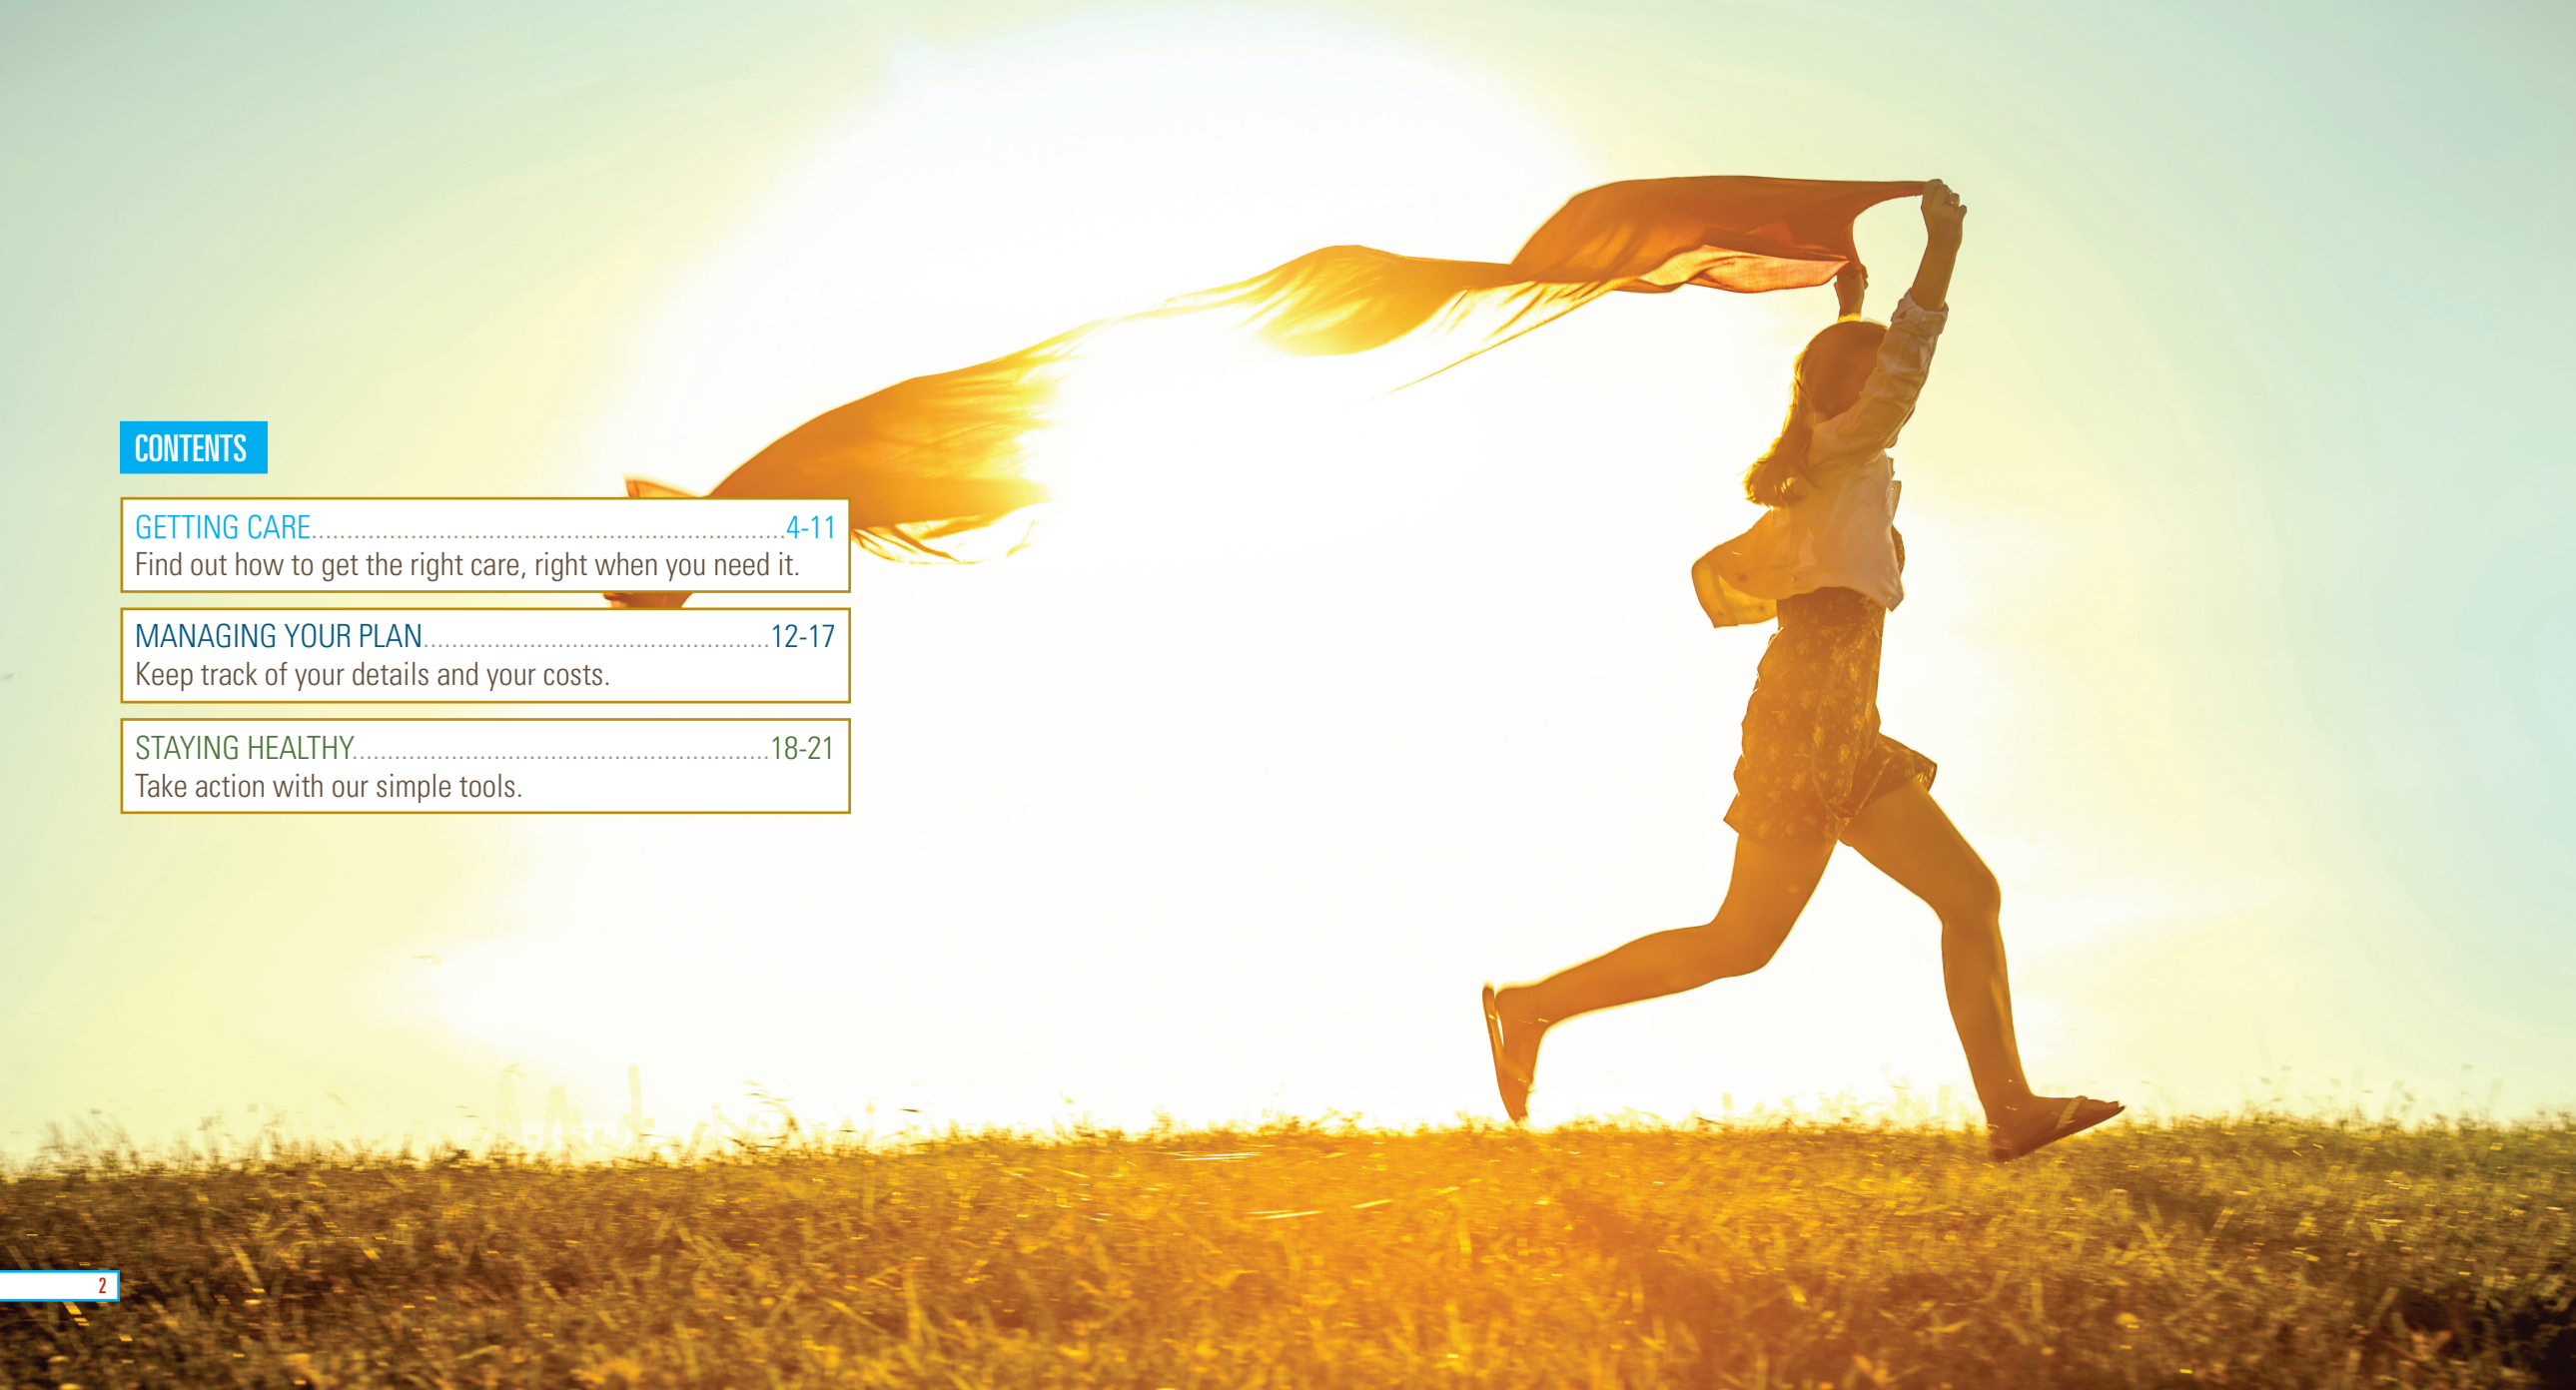 CONTENTS
GETTING CARE...................................................................4-11
Find out how to get the right care, right when you need it.
MANAGING YOUR PLAN.................................................12-17
Keep track of your details and your costs.
STAYING HEALTHY...........................................................18-21
Take action with our simple tools.
2